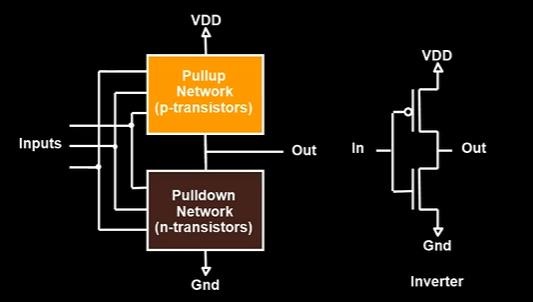 VDD
Pullup
Network
(p-transistors)
Inputs
Out
Pulldown
Network
(n-transistors)
Gnd
VDD
In
Out
Gnd
Inverter